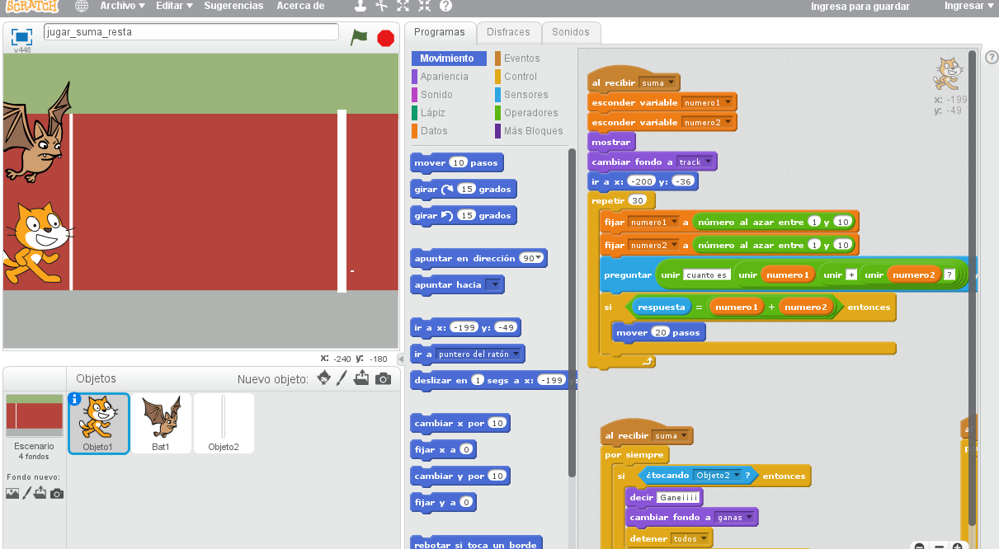 SCRATCH
Archivo ▼ Editar ▼ Sugerencias Acerca de
Ingresa para guardar Ingresar ▼
jugar_suma_resta
v446
Programas Disfraces Sonidos
Movimiento Eventos
Apariencia Control
Sonido Sensores
Lápiz Operadores
Datos Más Bloques
mover 10 pasos
girar 15 grados
girar 15 grados
apuntar en dirección 90▼
apuntar hacia
ir a x: -199 y: -49
ir a puntero del ratón
deslizar en 1 segs a x: -199
cambiar x por 10
fijar x a 0
cambiar y por 10
fijar y a 0
rebotar si toca un borde
x: -199
y: -49
al recibir suma
esconder variable numero1
esconder variable numero2
mostrar
cambiar fondo a track
ir a x: -200 y: -36
repetir 30
fijar numero1 a número al azar entre 1 y 10
fijar numero2 a número al azar entre 1 y 10
preguntar unir cuanto es unir numero1 unir + unir numero2 ? y
si respuesta = numero1 + numero2 entonces
mover 20 pasos
al recibir suma
por siempre
si ¿tocando Objeto2 ? entonces
decir Ganeiiii
cambiar fondo a ganas
detener todos
x: -240 y: -180
Objetos Nuevo objeto:
Escenario
4 fondos
Fondo nuevo:
Objeto1
Bat1
Objeto2